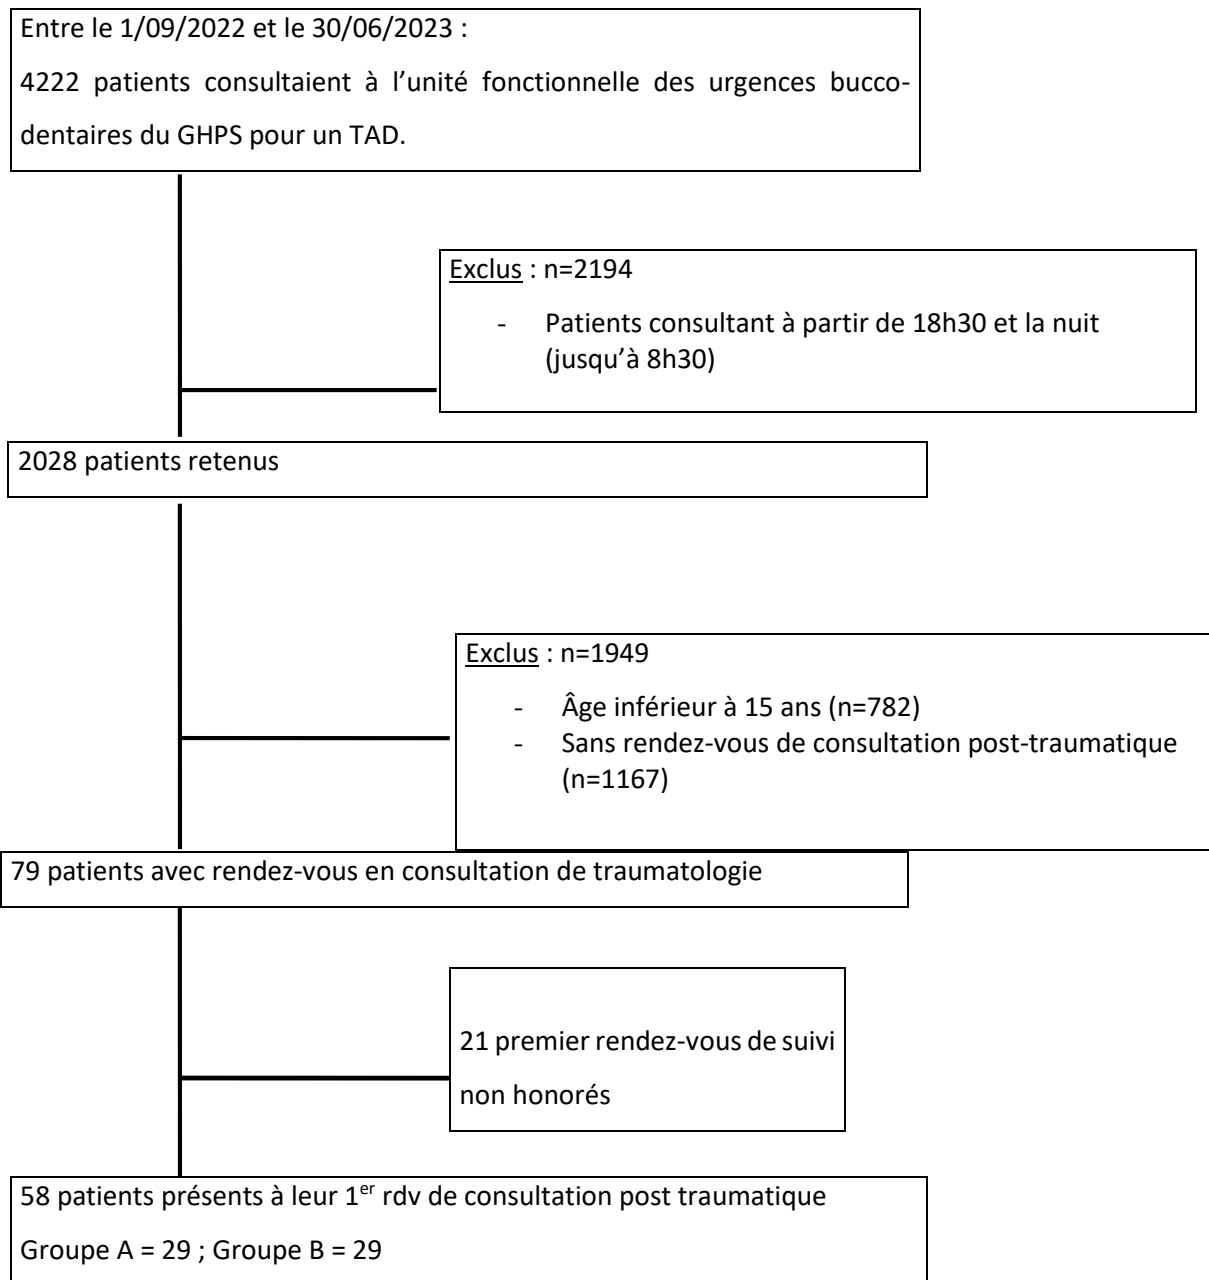 Entre le 1/09/2022 et le 30/06/2023 :
4222 patients consultaient à l’unité fonctionnelle des urgences bucco-
dentaires du GHPS pour un TAD.
Exclus : n=2194
- Patients consultant à partir de 18h30 et la nuit
(jusqu’à 8h30)
2028 patients retenus
Exclus : n=1949
- Âge inférieur à 15 ans (n=782)
- Sans rendez-vous de consultation post-traumatique
(n=1167)
79 patients avec rendez-vous en consultation de traumatologie
21 premier rendez-vous de suivi
non honorés
58 patients présents à leur 1er rdv de consultation post traumatique
Groupe A = 29 ; Groupe B = 29